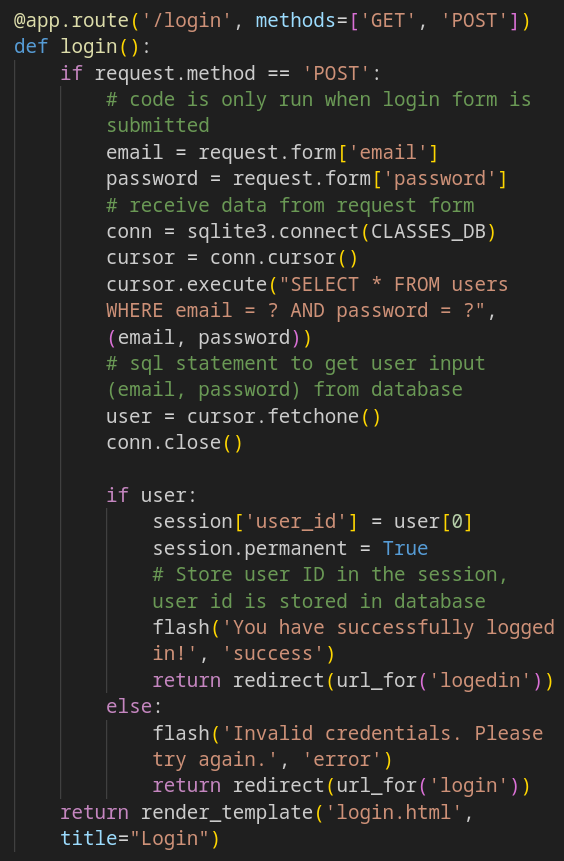 @app.route('/login', methods=['GET', 'POST'])
def login():
    if request.method == 'POST':
        # code is only run when login form is
        submitted
        email = request.form['email']
        password = request.form['password']
        # receive data from request form
        conn = sqlite3.connect(CLASSES_DB)
        cursor = conn.cursor()
        cursor.execute("SELECT * FROM users
        WHERE email = ? AND password = ?",
        (email, password))
        # sql statement to get user input
        (email, password) from database
        user = cursor.fetchone()
        conn.close()

        if user:
            session['user_id'] = user[0]
            session.permanent = True
            # Store user ID in the session,
            user id is stored in database
            flash('You have successfully logged
            in!', 'success')
            return redirect(url_for('logedin'))
        else:
            flash('Invalid credentials. Please
            try again.', 'error')
            return redirect(url_for('login'))
    return render_template('login.html',
    title="Login")